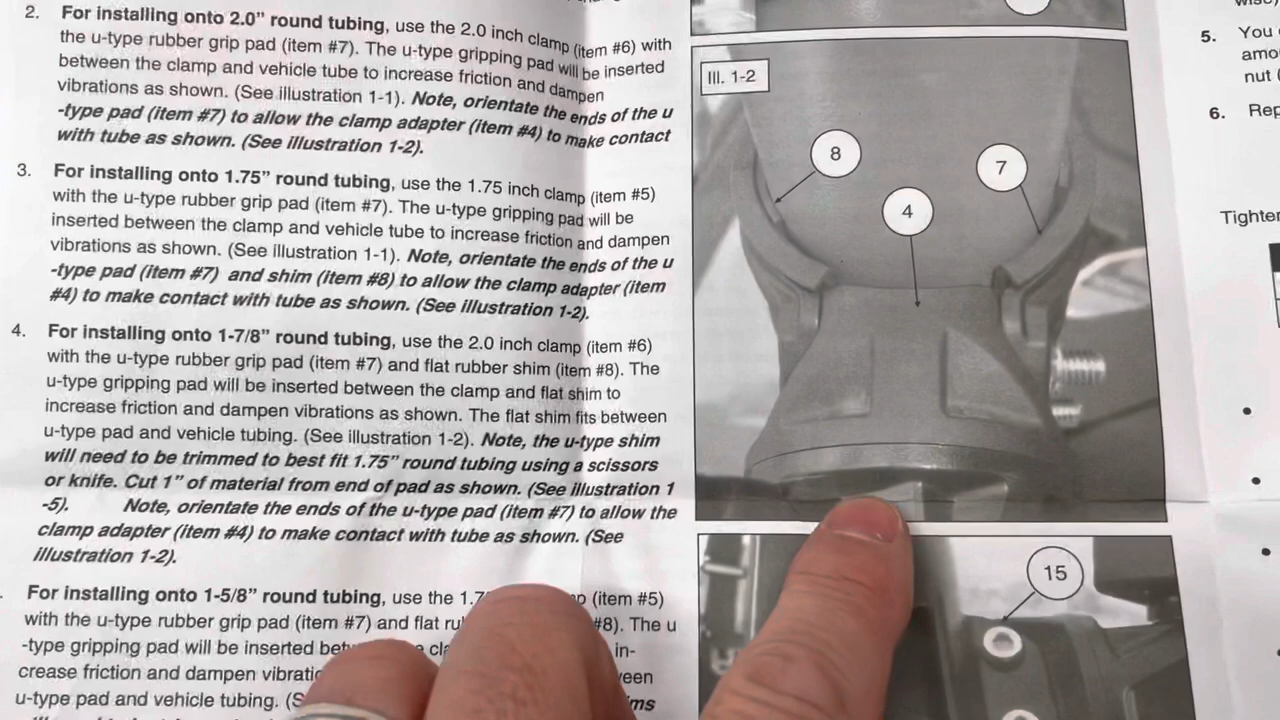 2. For installing onto 2.0” round tubing, use the 2.0 inch clamp (item #6) with
the u-type rubber grip pad (item #7). The u-type gripping pad will be inserted
between the clamp and vehicle tube to increase friction and dampen
vibrations as shown. (See illustration 1-1). Note, orientate the ends of the u
-type pad (item #7) to allow the clamp adapter (item #4) to make contact
with tube as shown. (See illustration 1-2).
3. For installing onto 1.75” round tubing, use the 1.75 inch clamp (item #5)
with the u-type rubber grip pad (item #7). The u-type gripping pad will be
inserted between the clamp and vehicle tube to increase friction and dampen
vibrations as shown. (See illustration 1-1). Note, orientate the ends of the u
-type pad (item #7) and shim (item #8) to allow the clamp adapter (item
#4) to make contact with tube as shown. (See illustration 1-2).
4. For installing onto 1-7/8” round tubing, use the 2.0 inch clamp (item #6)
with the u-type rubber grip pad (item #7) and flat rubber shim (item #8). The
u-type gripping pad will be inserted between the clamp and flat shim to
increase friction and dampen vibrations as shown. The flat shim fits between
u-type pad and vehicle tubing. (See illustration 1-2). Note, the u-type shim
will need to be trimmed to best fit 1.75” round tubing using a scissors
or knife. Cut 1” of material from end of pad as shown. (See illustration 1
-5). Note, orientate the ends of the u-type pad (item #7) to allow the
clamp adapter (item #4) to make contact with tube as shown. (See
illustration 1-2).
For installing onto 1-5/8” round tubing, use the (item #5)
with the u-type rubber grip pad (item #7) and flat #8). The u
-type gripping pad will be inserted in-
crease friction and dampen
u-type pad and vehicle tubing.
Ill. 1-2
8
7
4
15
5. You
nut
6.